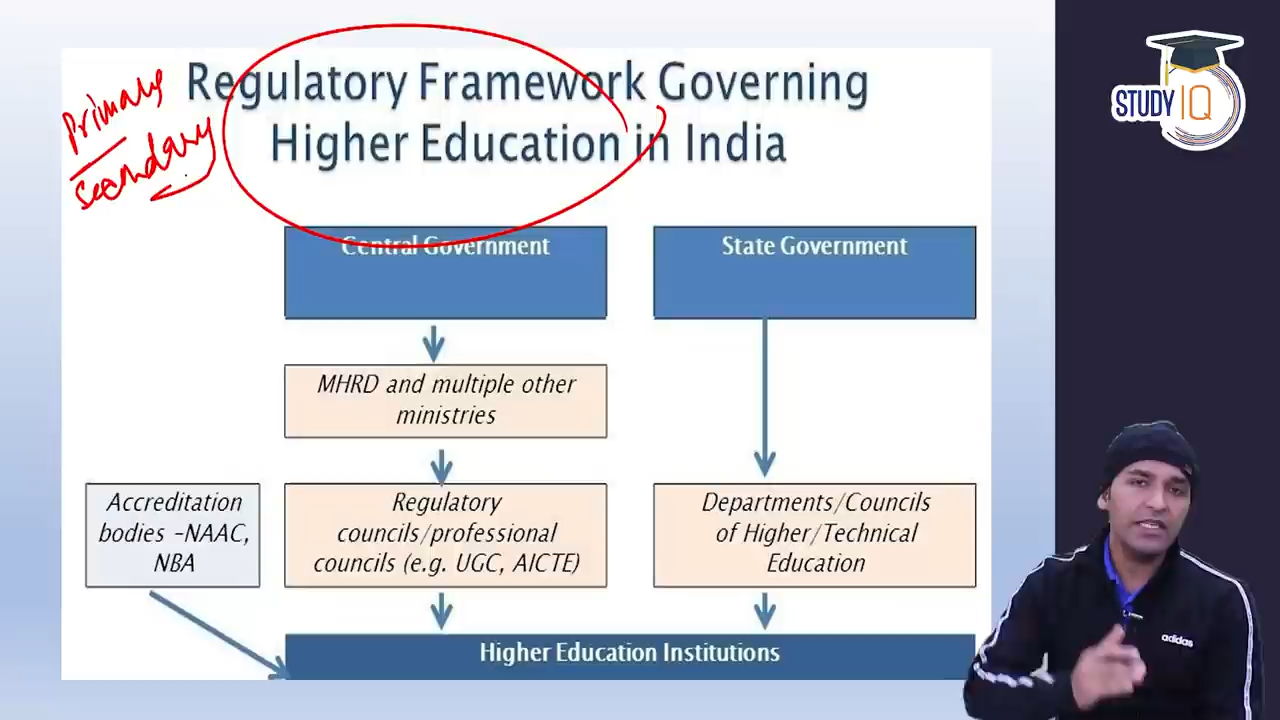 Regulatory Framework Governing
Higher Education in India
Primary
Secondary
STUDY IQ
Central Government
State Government
MHRD and multiple other
ministries
Accreditation
bodies –NAAC,
NBA
Regulatory
councils/professional
councils (e.g. UGC, AICTE)
Departments/Councils
of Higher/Technical
Education
Higher Education Institutions
adidas